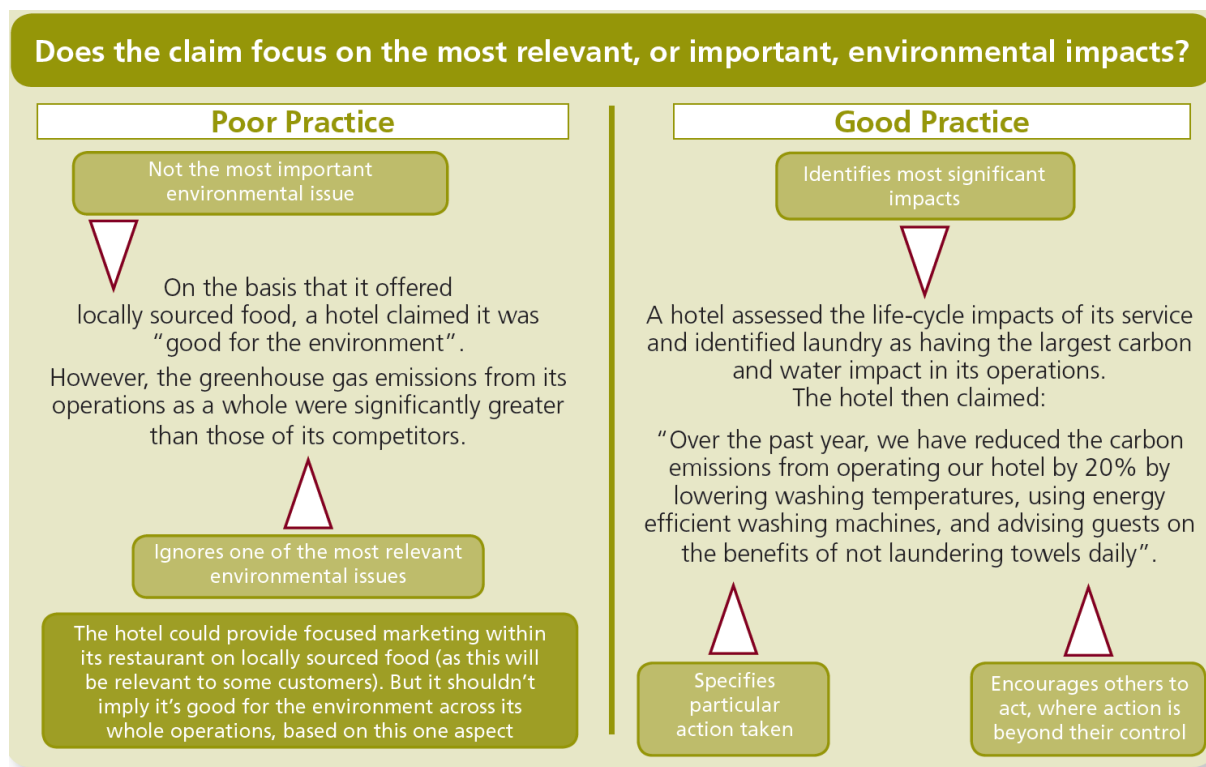 Does the claim focus on the most relevant, or important, environmental impacts?
Poor Practice
Not the most important
environmental issue
On the basis that it offered
locally sourced food, a hotel claimed it was
“good for the environment”.
However, the greenhouse gas emissions from its
operations as a whole were significantly greater
than those of its competitors.
Ignores one of the most relevant
environmental issues
The hotel could provide focused marketing within
its restaurant on locally sourced food (as this will
be relevant to some customers). But it shouldn’t
imply it’s good for the environment across its
whole operations, based on this one aspect
Good Practice
Identifies most significant
impacts
A hotel assessed the life-cycle impacts of its service
and identified laundry as having the largest carbon
and water impact in its operations.
The hotel then claimed:
“Over the past year, we have reduced the carbon
emissions from operating our hotel by 20% by
lowering washing temperatures, using energy
efficient washing machines, and advising guests on
the benefits of not laundering towels daily”.
Specifies
particular
action taken
Encourages others to
act, where action is
beyond their control